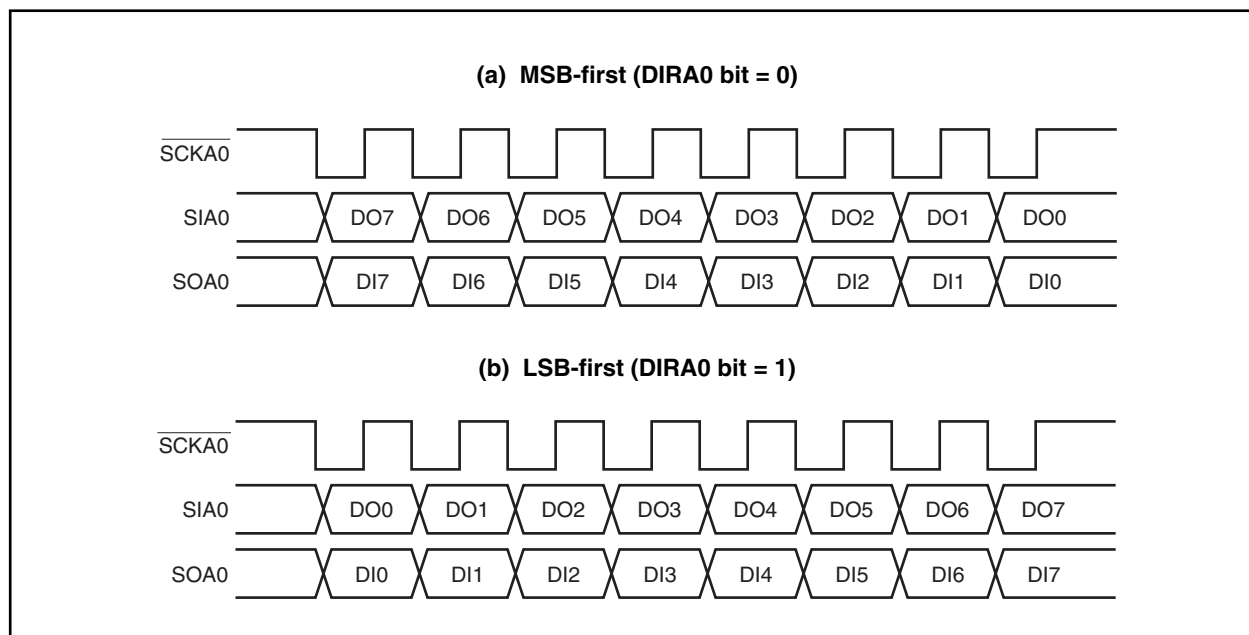 (a) MSB-first (DIRA0 bit = 0)
SCKA0
SIA0 DO7 DO6 DO5 DO4 DO3 DO2 DO1 DO0
SOA0 DI7 DI6 DI5 DI4 DI3 DI2 DI1 DI0
(b) LSB-first (DIRA0 bit = 1)
SCKA0
SIA0 DO0 DO1 DO2 DO3 DO4 DO5 DO6 DO7
SOA0 DI0 DI1 DI2 DI3 DI4 DI5 DI6 DI7